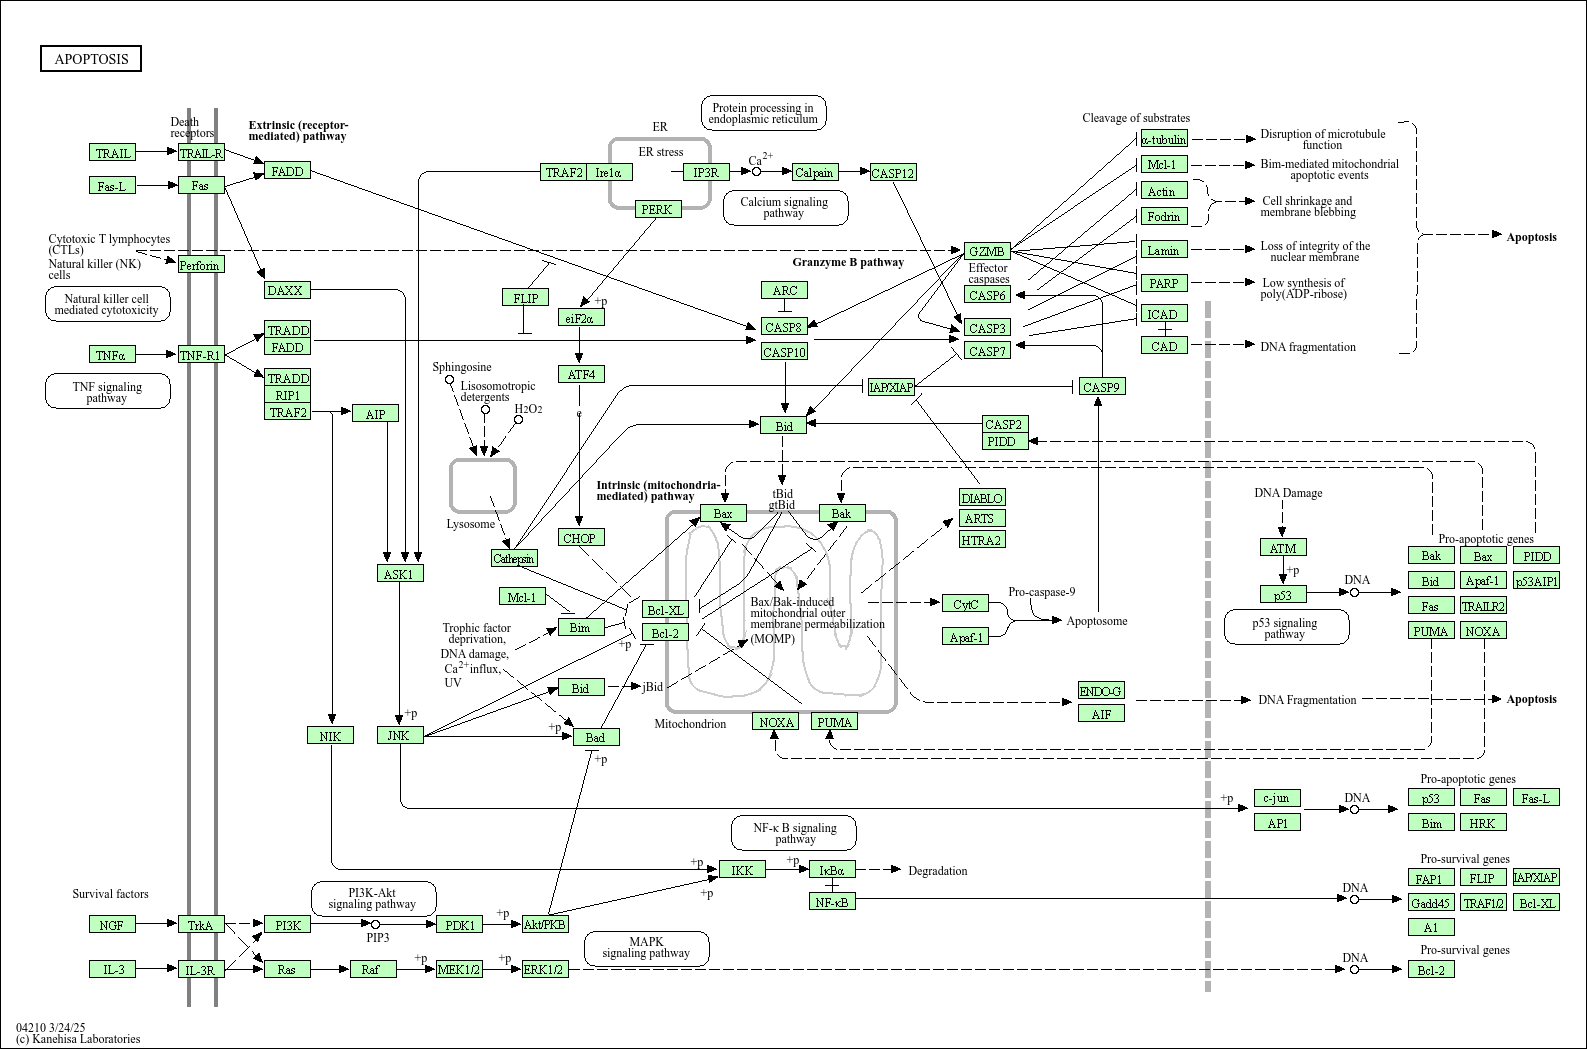 APOPTOSIS
Death
receptors
Extrinsic (receptor-
mediated) pathway
TRAIL
TRAIL-R
FADD
Fas-L
Fas
Cytotoxic T lymphocytes
(CTLs)
Natural killer (NK)
cells
Perforin
DAXX
Natural killer cell
mediated cytotoxicity
TNFα
TNF-R1
TRADD
FADD
TRADD
RIP1
TRAF2
AIP
TNF signaling
pathway
ER
ER stress
TRAF2
Ire1α
IP3R
PERK
Ca2+
Calpain
CASP12
Protein processing in
endoplasmic reticulum
Calcium signaling
pathway
FLIP
+p
eiF2α
ATF4
e
CHOP
Granzyme B pathway
ARC
CASP8
CASP10
Bid
GZMB
Effector
caspases
CASP6
CASP3
CASP7
IAP/XIAP
CASP9
CASP2
PIDD
Cleavage of substrates
α-tubulin
Mcl-1
Actin
Fodrin
Lamin
PARP
ICAD
CAD
Disruption of microtubule
function
Bim-mediated mitochondrial
apoptotic events
Cell shrinkage and
membrane blebbing
Loss of integrity of the
nuclear membrane
Low synthesis of
poly(ADP-ribose)
DNA fragmentation
Apoptosis
Sphingosine
Lisosomotropic
detergents
H2O2
Lysosome
Cathepsin
ASK1
Intrinsic (mitochondria-
mediated) pathway
tBid
gtBid
Bax
Bak
Mcl-1
Bim
Bcl-XL
Bcl-2
+p
Trophic factor
deprivation,
DNA damage,
Ca2+influx,
UV
Bid
jBid
+p
Bad
+p
Bax/Bak-induced
mitochondrial outer
membrane permeabilization
(MOMP)
Mitochondrion
NOXA
PUMA
DIABLO
ARTS
HTRA2
CytC
Apaf-1
Pro-caspase-9
Apoptosome
ENDO-G
AIF
DNA Fragmentation
Apoptosis
DNA Damage
ATM
+p
p53
DNA
p53 signaling
pathway
Pro-apoptotic genes
Bak
Bax
PIDD
Bid
Apaf-1
p53AIP1
Fas
TRAILR2
PUMA
NOXA
NIK
+p
JNK
+p
c-jun
AP1
DNA
Pro-apoptotic genes
p53
Fas
Fas-L
Bim
HRK
NF-κ B signaling
pathway
+p
IKK
+p
IκBα
Degradation
+p
NF-κB
DNA
Pro-survival genes
FAP1
FLIP
IAP/XIAP
Gadd45
TRAF1/2
Bcl-XL
A1
Survival factors
NGF
TrkA
PI3K
PI3K-Akt
signaling pathway
PIP3
PDK1
+p
Akt/PKB
IL-3
IL-3R
Ras
Raf
+p
MEK1/2
+p
ERK1/2
MAPK
signaling pathway
DNA
Pro-survival genes
Bcl-2
04210 3/24/25
(c) Kanehisa Laboratories